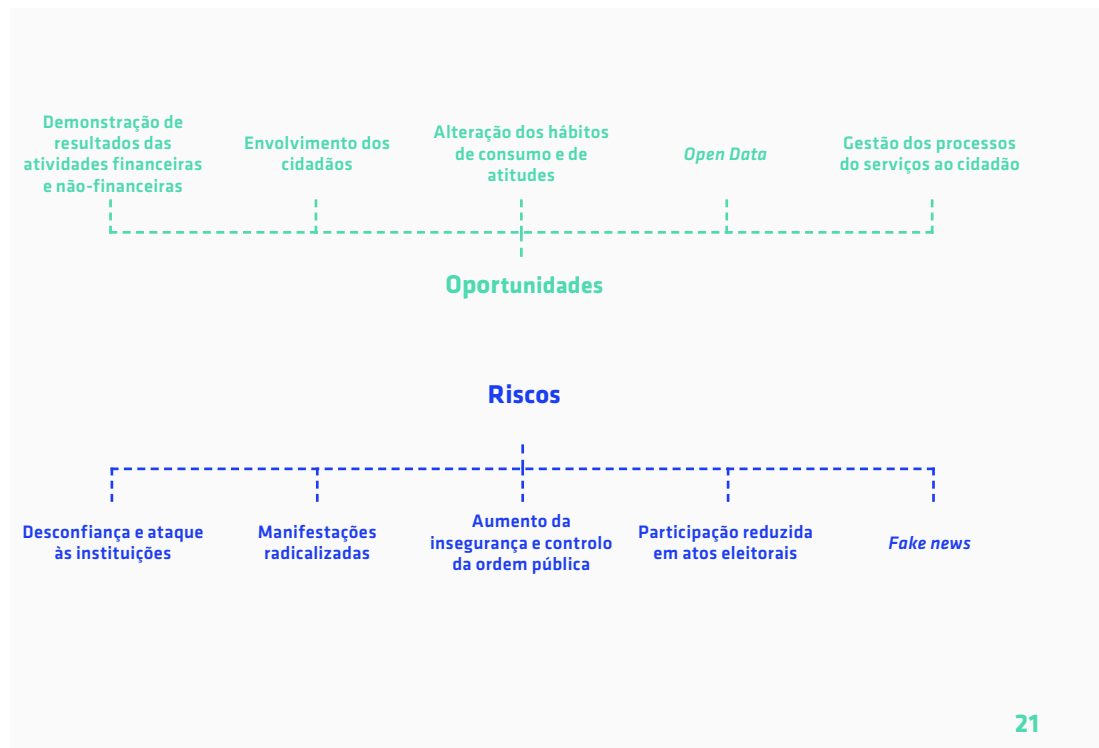 Demonstração de
resultados das
atividades financeiras
e não-financeiras
Envolvimento dos
cidadãos
Alteração dos hábitos
de consumo e de
atitudes
Open Data
Gestão dos processos
do serviços ao cidadão
Oportunidades
Riscos
Desconfiança e ataque
às instituições
Manifestações
radicalizadas
Aumento da
insegurança e controlo
da ordem pública
Participação reduzida
em atos eleitorais
Fake news
21